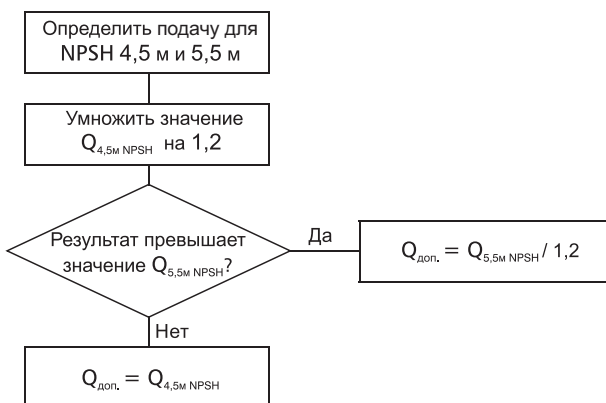 Определить подачу для
NPSH 4,5 м и 5,5 м
Умножить значение
Q4,5м NPSH на 1,2
Результат превышает
значение Q5,5м NPSH?
Да
Qдоп. = Q5,5м NPSH / 1,2
Нет
Qдоп. = Q4,5м NPSH